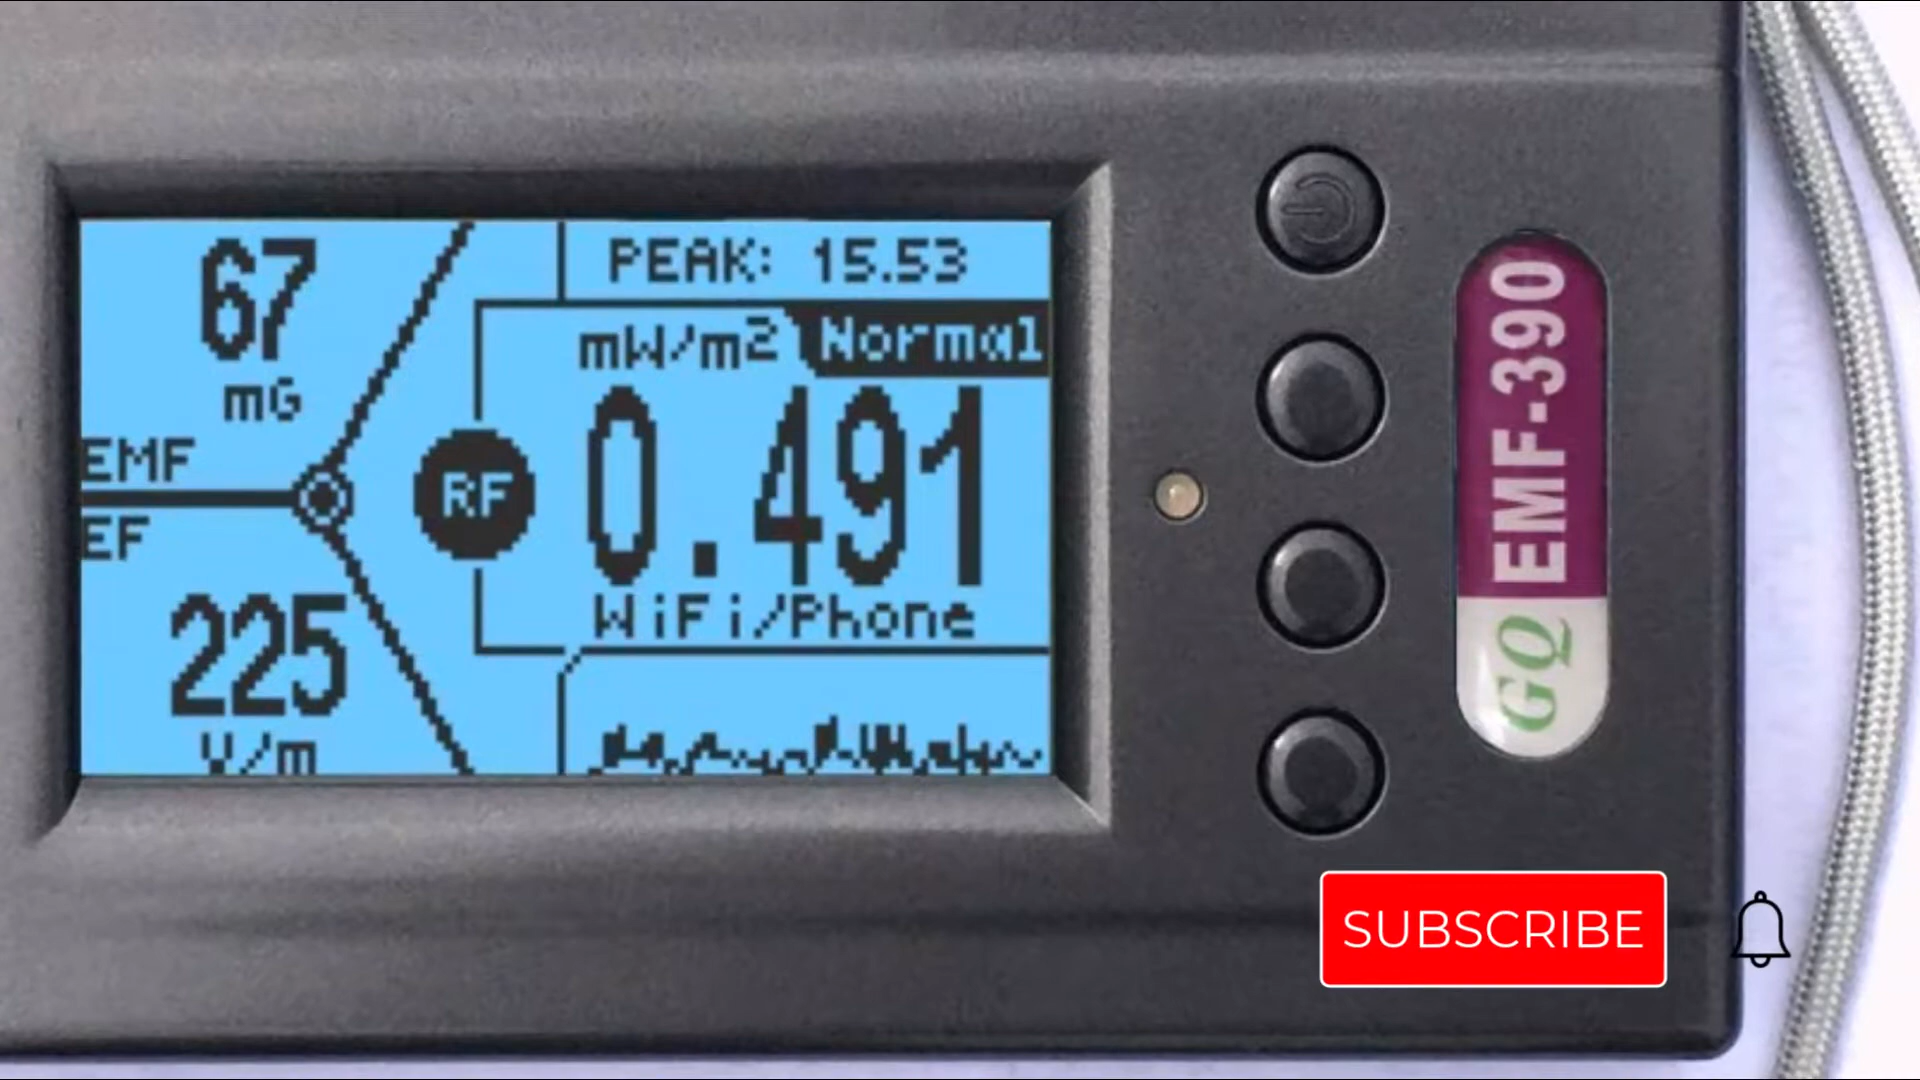 67
mG
EMF
EF
225
V/m
PEAK: 15.53
mW/m²
Normal
RF
0.491
WiFi/Phone
GQ EMF-390
SUBSCRIBE